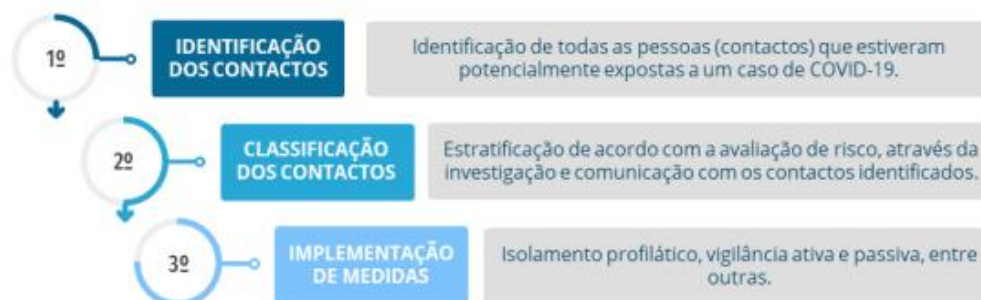 1º
IDENTIFICAÇÃO
DOS CONTACTOS
Identificação de todas as pessoas (contactos) que estiveram
potencialmente expostas a um caso de COVID-19.
2º
CLASSIFICAÇÃO
DOS CONTACTOS
Estratificação de acordo com a avaliação de risco, através da
investigação e comunicação com os contactos identificados.
3º
IMPLEMENTAÇÃO
DE MEDIDAS
Isolamento profilático, vigilância ativa e passiva, entre
outras.